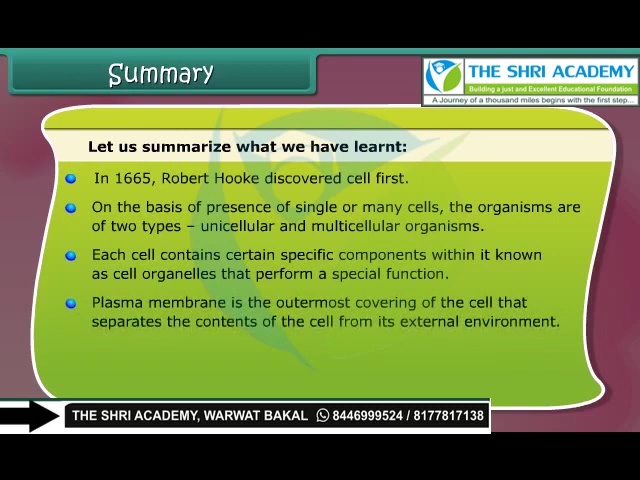 Summary
THE SHRI ACADEMY
Building a just and Excellent Educational Foundation
A Journey of a thousand miles begins with the first step...
Let us summarize what we have learnt:
In 1665, Robert Hooke discovered cell first.
On the basis of presence of single or many cells, the organisms are
of two types – unicellular and multicellular organisms.
Each cell contains certain specific components within it known
as cell organelles that perform a special function.
Plasma membrane is the outermost covering of the cell that
separates the contents of the cell from its external environment.
THE SHRI ACADEMY, WARWAT BAKAL 8446999524 / 8177817138